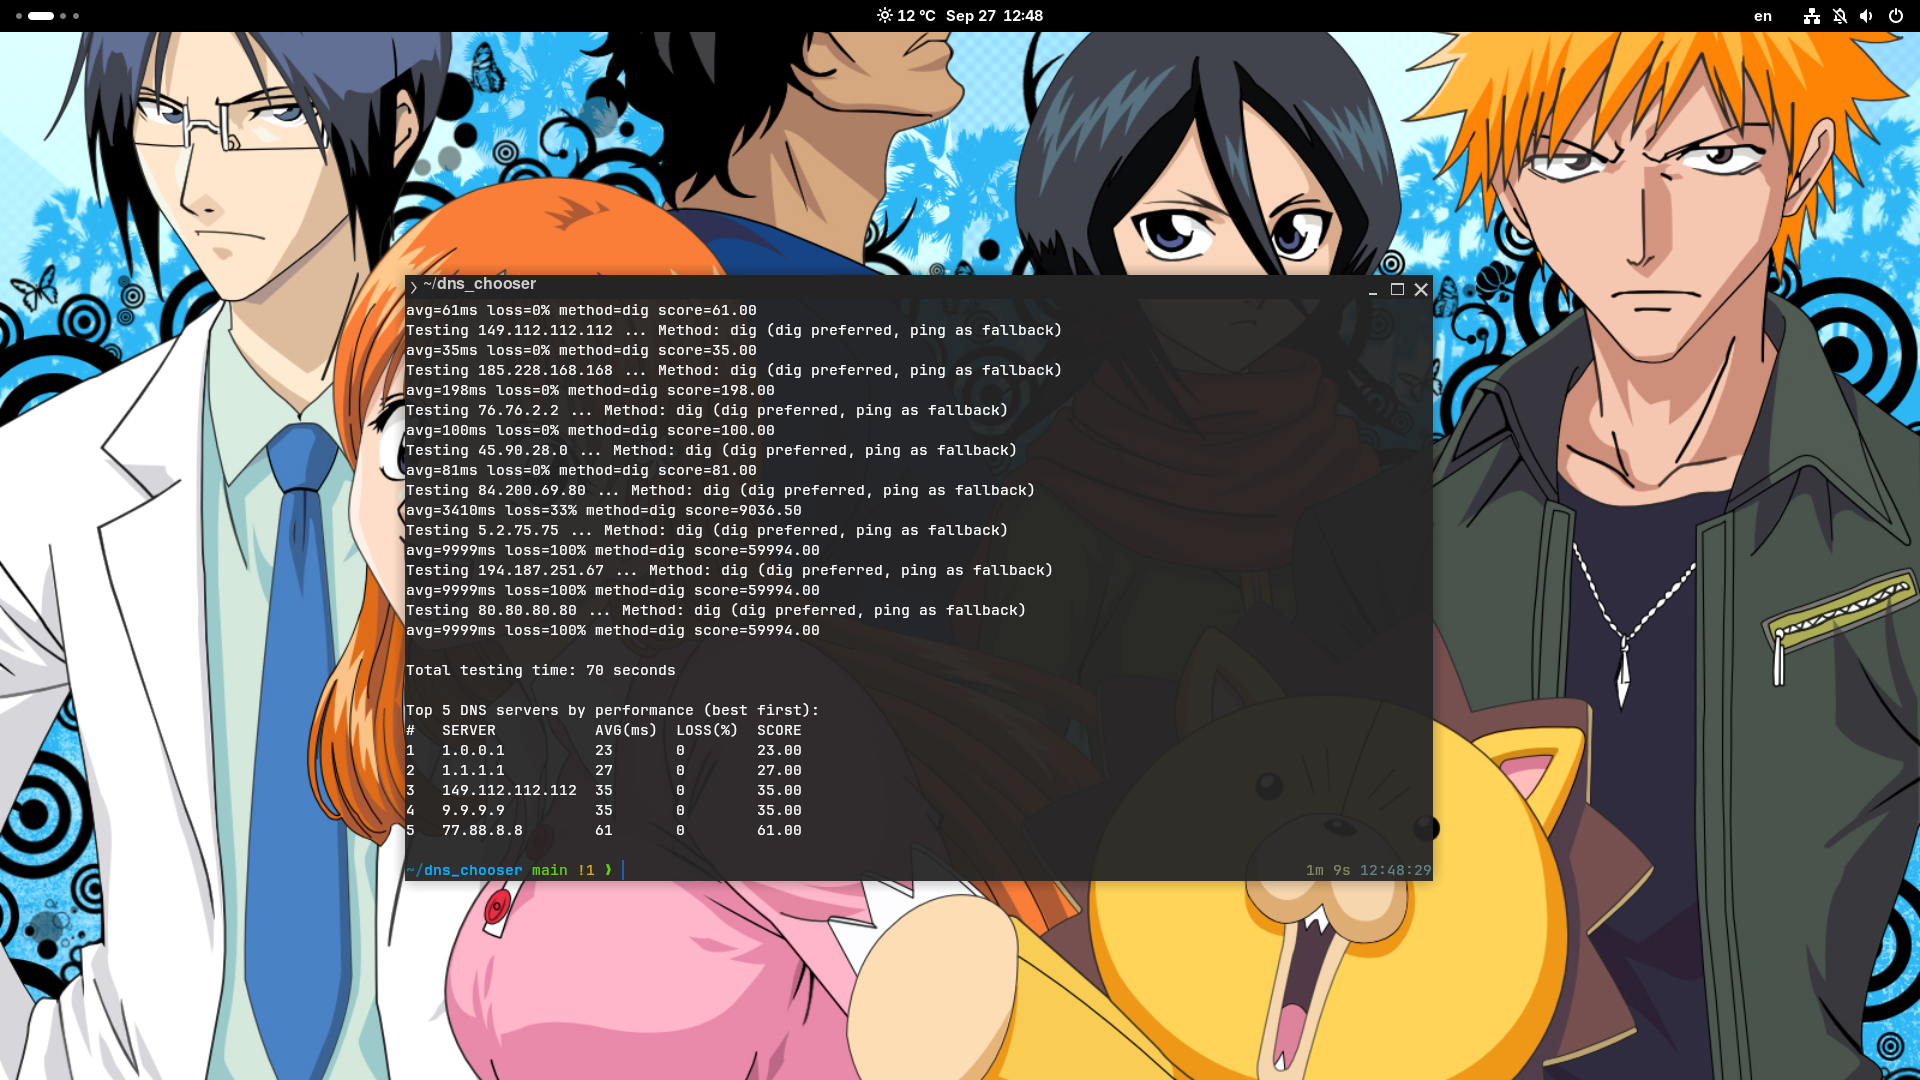 12 °C Sep 27 12:48
en
~/dns_chooser
avg=61ms loss=0% method=dig score=61.00
Testing 149.112.112.112 ... Method: dig (dig preferred, ping as fallback)
avg=35ms loss=0% method=dig score=35.00
Testing 185.228.168.168 ... Method: dig (dig preferred, ping as fallback)
avg=198ms loss=0% method=dig score=198.00
Testing 76.76.2.2 ... Method: dig (dig preferred, ping as fallback)
avg=100ms loss=0% method=dig score=100.00
Testing 45.90.28.0 ... Method: dig (dig preferred, ping as fallback)
avg=81ms loss=0% method=dig score=81.00
Testing 84.200.69.80 ... Method: dig (dig preferred, ping as fallback)
avg=3410ms loss=33% method=dig score=9036.50
Testing 5.2.75.75 ... Method: dig (dig preferred, ping as fallback)
avg=9999ms loss=100% method=dig score=59994.00
Testing 194.187.251.67 ... Method: dig (dig preferred, ping as fallback)
avg=9999ms loss=100% method=dig score=59994.00
Testing 80.80.80.80 ... Method: dig (dig preferred, ping as fallback)
avg=9999ms loss=100% method=dig score=59994.00
Total testing time: 70 seconds
Top 5 DNS servers by performance (best first):
# SERVER AVG(ms) LOSS(%) SCORE
1 1.0.0.1 23 0 23.00
2 1.1.1.1 27 0 27.00
3 149.112.112.112 35 0 35.00
4 9.9.9.9 35 0 35.00
5 77.88.8.8 61 0 61.00
~/dns_chooser main !1 ❯ 1m 9s 12:48:29